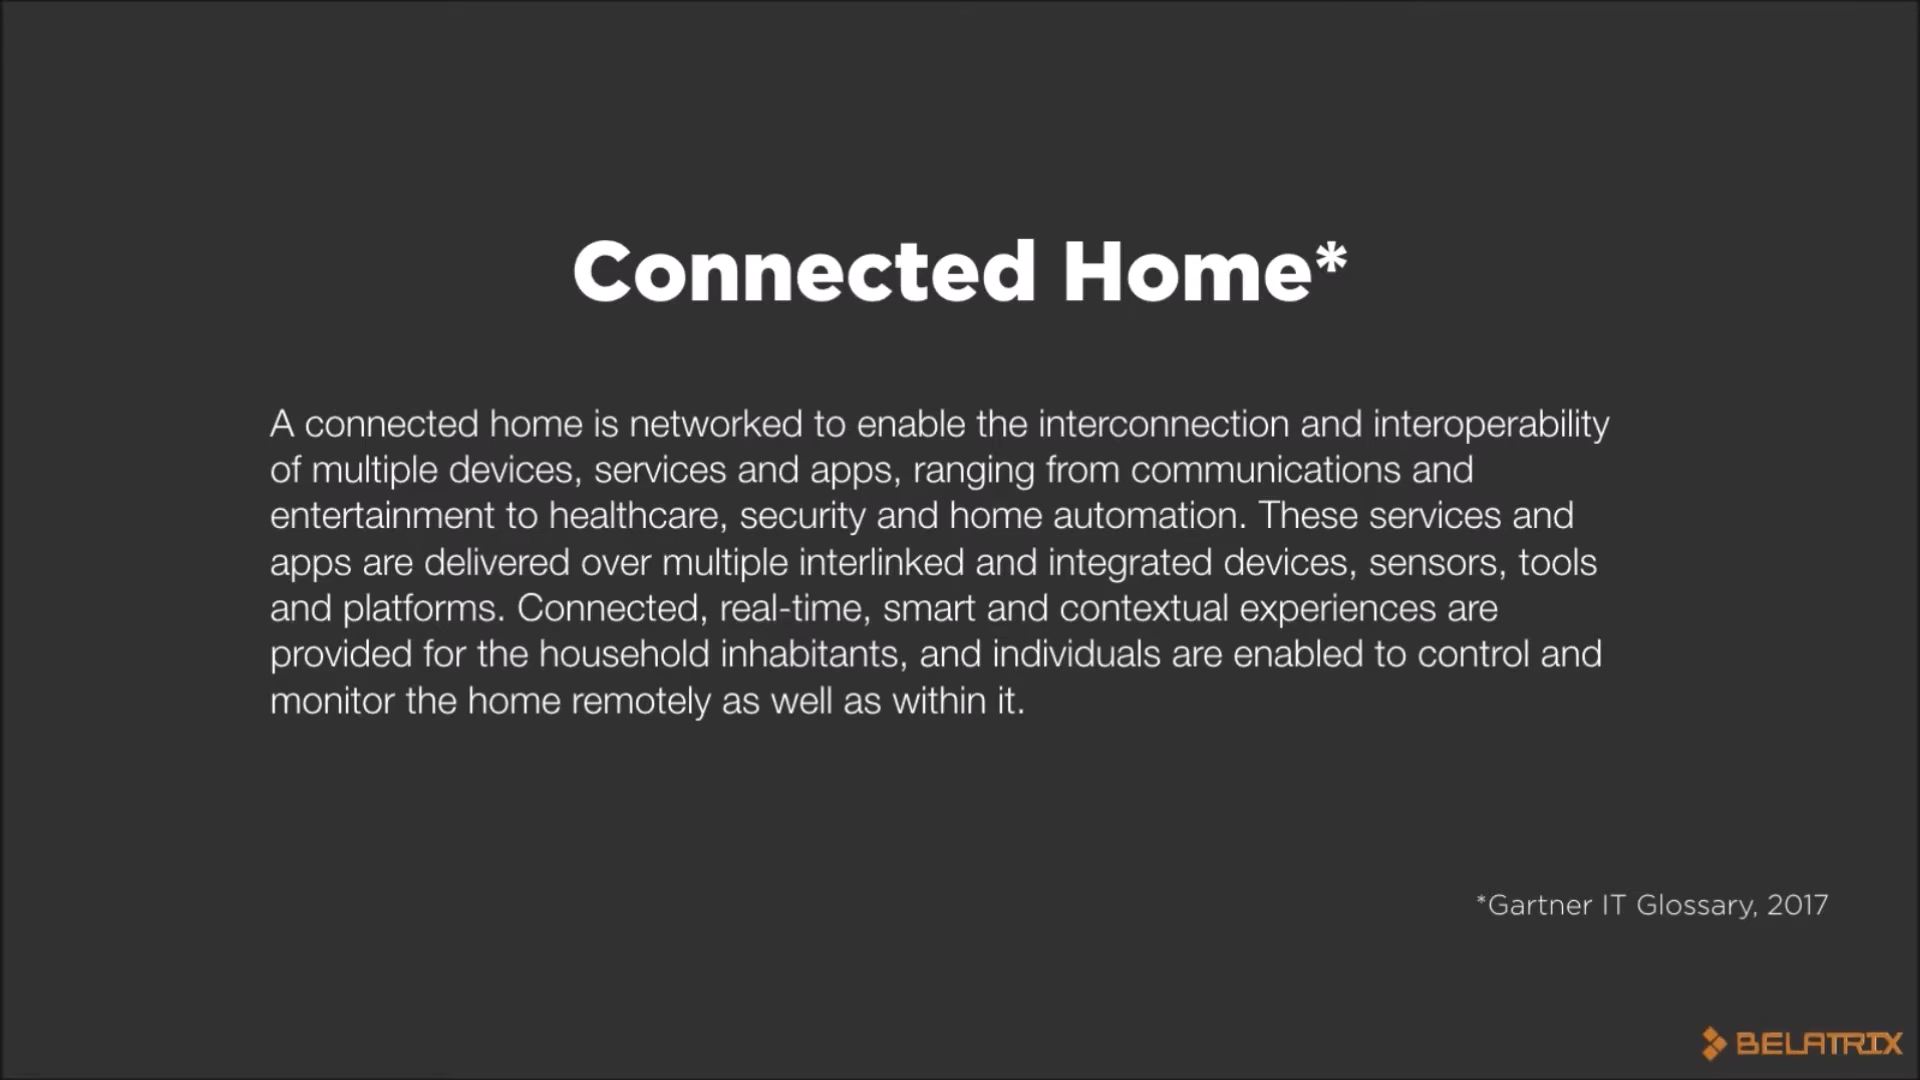 Connected Home*
A connected home is networked to enable the interconnection and interoperability
of multiple devices, services and apps, ranging from communications and
entertainment to healthcare, security and home automation. These services and
apps are delivered over multiple interlinked and integrated devices, sensors, tools
and platforms. Connected, real-time, smart and contextual experiences are
provided for the household inhabitants, and individuals are enabled to control and
monitor the home remotely as well as within it.
*Gartner IT Glossary, 2017
BELATRIX